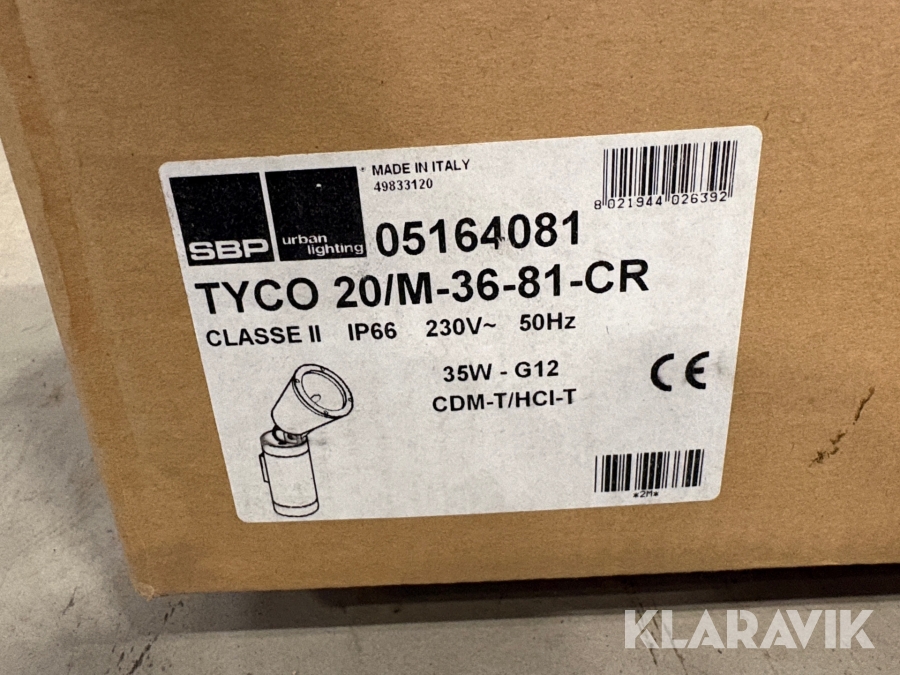 SBP
urban
lighting
MADE IN ITALY
49833120
8 021944 026392
05164081
TYCO 20/M-36-81-CR
CLASSE II IP66 230V~ 50Hz
35W - G12
CDM-T/HCI-T
CE
*2M*
KLARAVIK